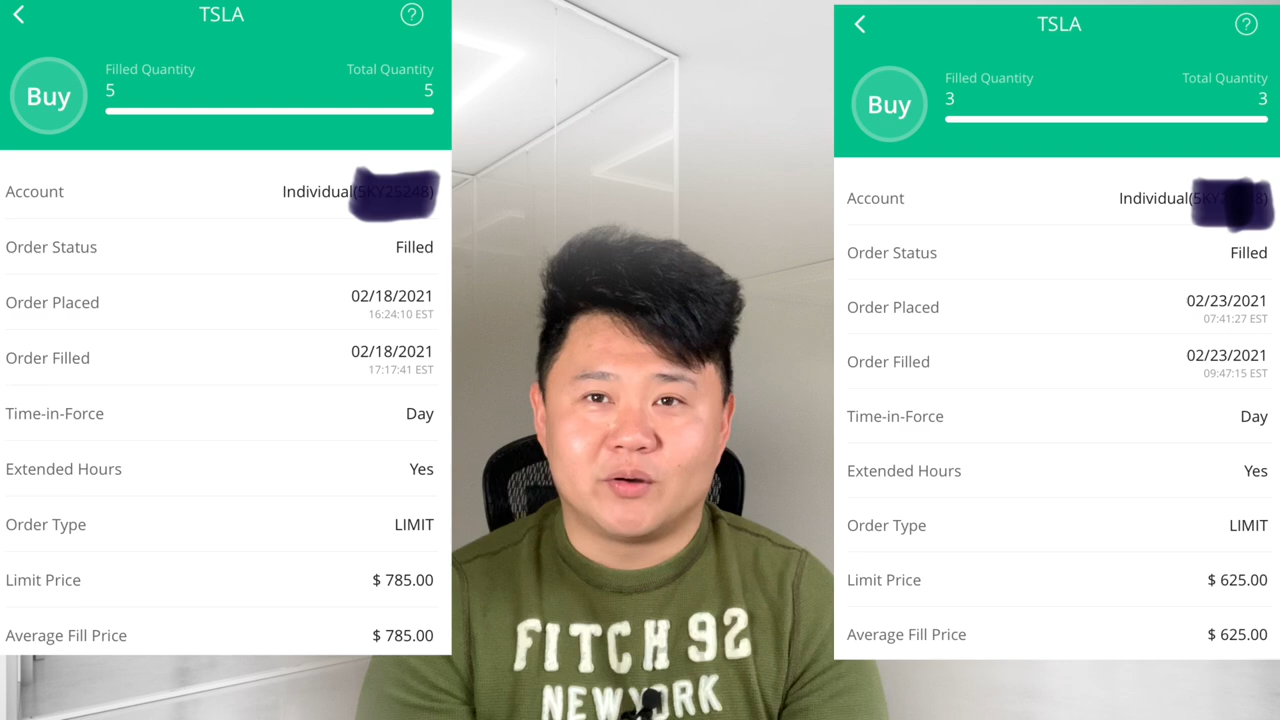 TSLA
Buy
Filled Quantity Total Quantity
5 5
Account Individual(
Order Status Filled
Order Placed 02/18/2021
16:24:10 EST
Order Filled 02/18/2021
17:17:41 EST
Time-in-Force Day
Extended Hours Yes
Order Type LIMIT
Limit Price $ 785.00
Average Fill Price $ 785.00
FITCH 92
NEW YORK
TSLA
Buy
Filled Quantity Total Quantity
3 3
Account Individual(
Order Status Filled
Order Placed 02/23/2021
07:41:27 EST
Order Filled 02/23/2021
09:47:15 EST
Time-in-Force Day
Extended Hours Yes
Order Type LIMIT
Limit Price $ 625.00
Average Fill Price $ 625.00